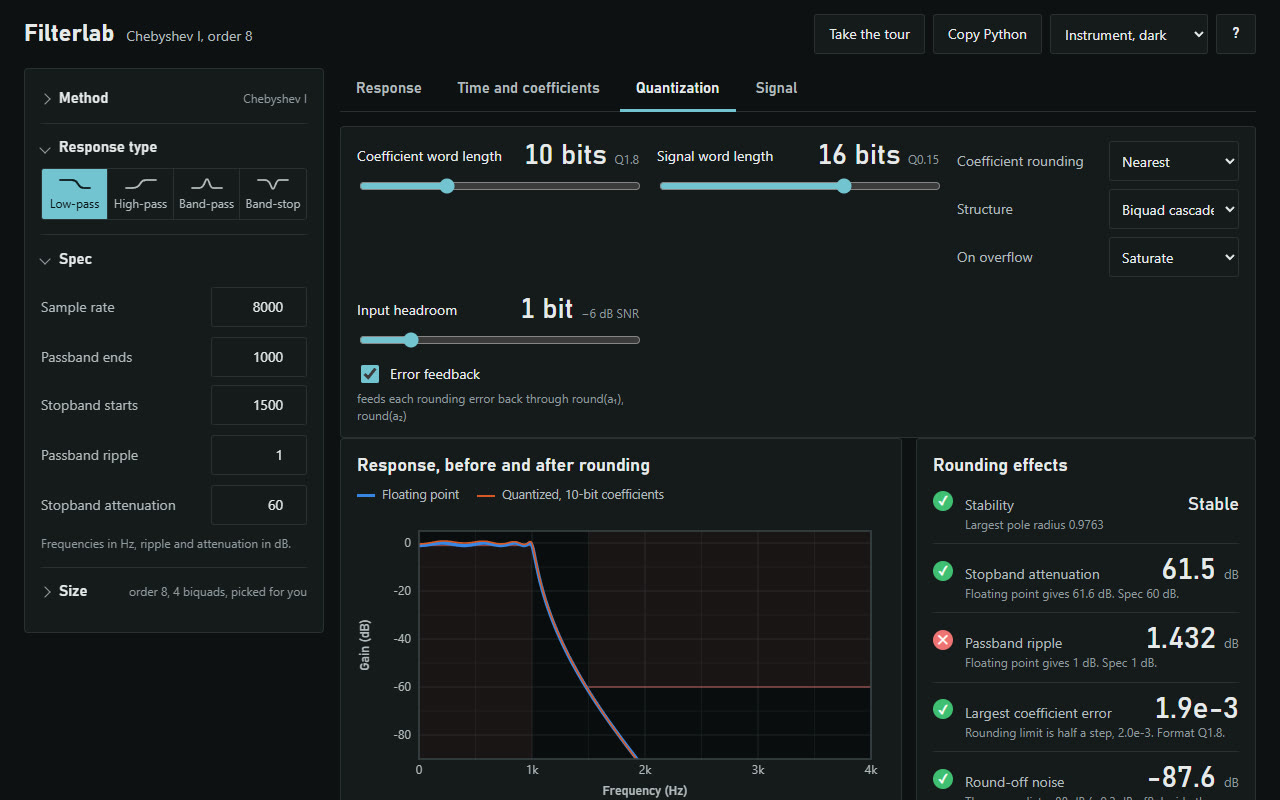 Filterlab Chebyshev I, order 8
Take the tour
Copy Python
Instrument, dark
?
Method Chebyshev I
Response type
Low-pass High-pass Band-pass Band-stop
Spec
Sample rate 8000
Passband ends 1000
Stopband starts 1500
Passband ripple 1
Stopband attenuation 60
Frequencies in Hz, ripple and attenuation in dB.
Size order 8, 4 biquads, picked for you
Response Time and coefficients Quantization Signal
Coefficient word length 10 bits Q1.8
Signal word length 16 bits Q0.15
Coefficient rounding Nearest
Structure Biquad cascade
On overflow Saturate
Input headroom 1 bit −6 dB SNR
Error feedback
feeds each rounding error back through round(a₁),
round(a₂)
Response, before and after rounding
Floating point Quantized, 10-bit coefficients
0
-20
-40
-60
-80
Gain (dB)
0 1k 2k 3k 4k
Frequency (Hz)
Rounding effects
Stability Stable
Largest pole radius 0.9763
Stopband attenuation 61.5 dB
Floating point gives 61.6 dB. Spec 60 dB.
Passband ripple 1.432 dB
Floating point gives 1 dB. Spec 1 dB.
Largest coefficient error 1.9e-3
Rounding limit is half a step, 2.0e-3. Format Q1.8.
Round-off noise −87.6 dB